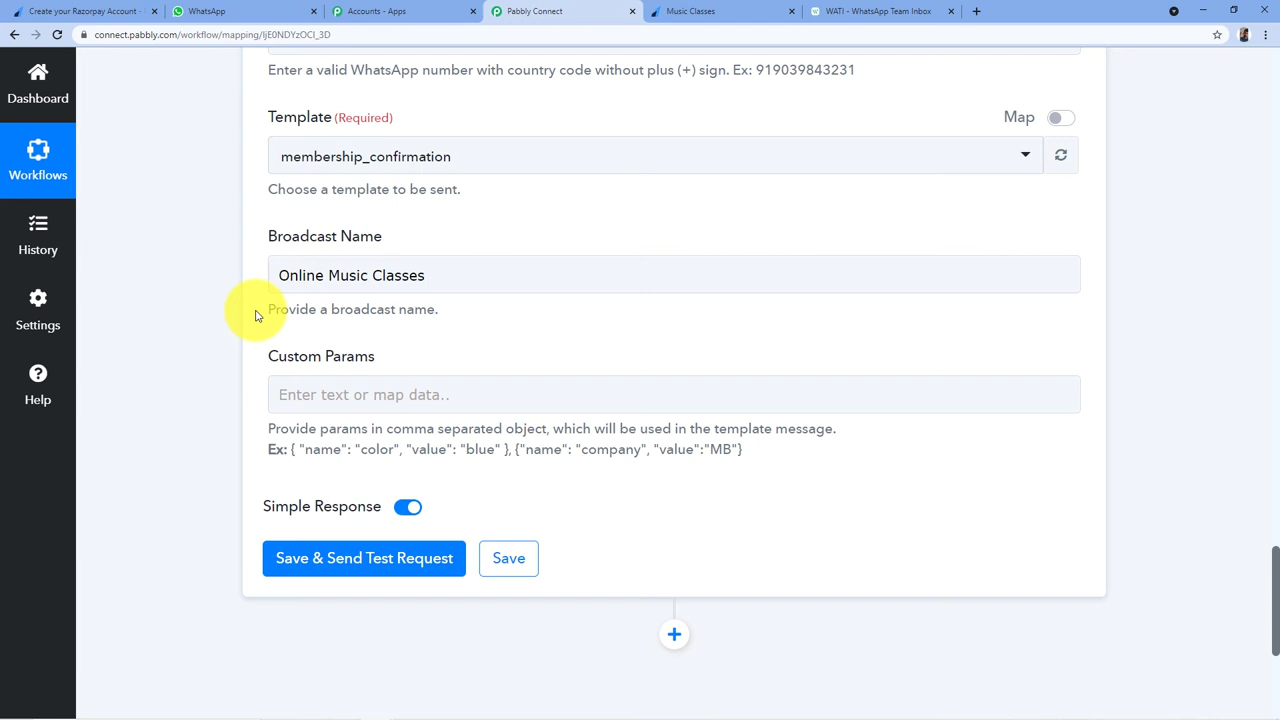 Create your Razorpay Account -
WhatsApp
Accounts - Apps
Pabbly Connect
Music Classes
WATI - WhatsApp Team Inbox
connect.pabbly.com/workflow/mapping/IjE0NDYzOCI_3D
Enter a valid WhatsApp number with country code without plus (+) sign. Ex: 919039843231
Dashboard
Template (Required)
Map
membership_confirmation
Workflows
Choose a template to be sent.
Broadcast Name
History
Online Music Classes
Provide a broadcast name.
Settings
Custom Params
Enter text or map data..
Help
Provide params in comma separated object, which will be used in the template message.
Ex: { "name": "color", "value": "blue" }, {"name": "company", "value":"MB"}
Simple Response
Save & Send Test Request
Save